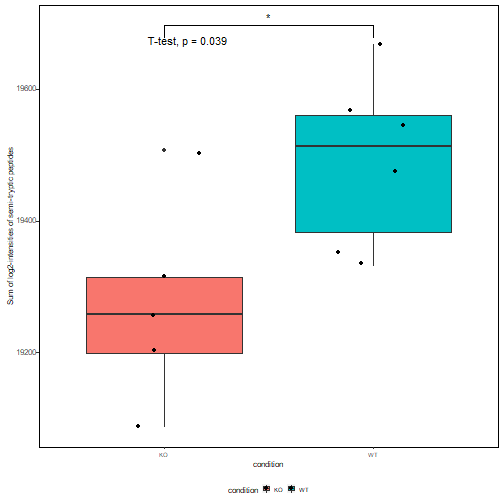 *
T-test, p = 0.039
19600
19400
19200
Sum of log2-intensities of semi-tryptic peptides
KO
WT
condition
condition KO WT